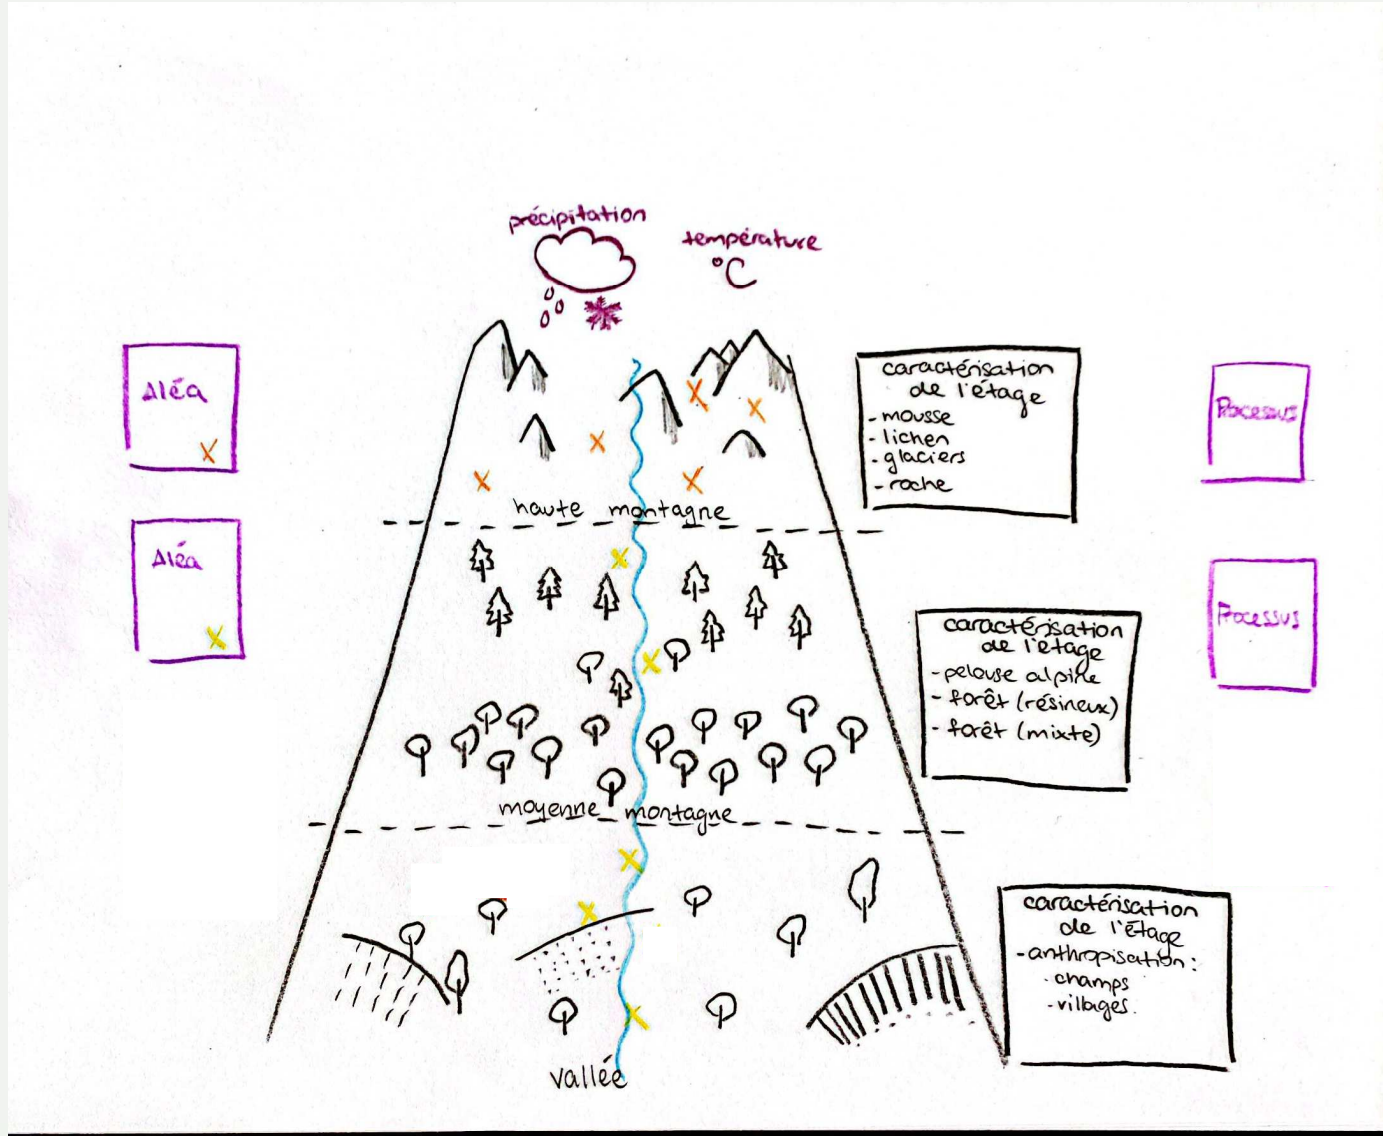 précipitation
température
°C
Aléa
Aléa
haute montagne
moyenne montagne
vallée
caractérisation
de l'étage
- mousse
- lichen
- glaciers
- roche
caractérisation
de l'étage
- pelouse alpine
- forêt (résineux)
- forêt (mixte)
caractérisation
de l'étage
- anthropisation :
- champs
- villages.
Processus
Processus